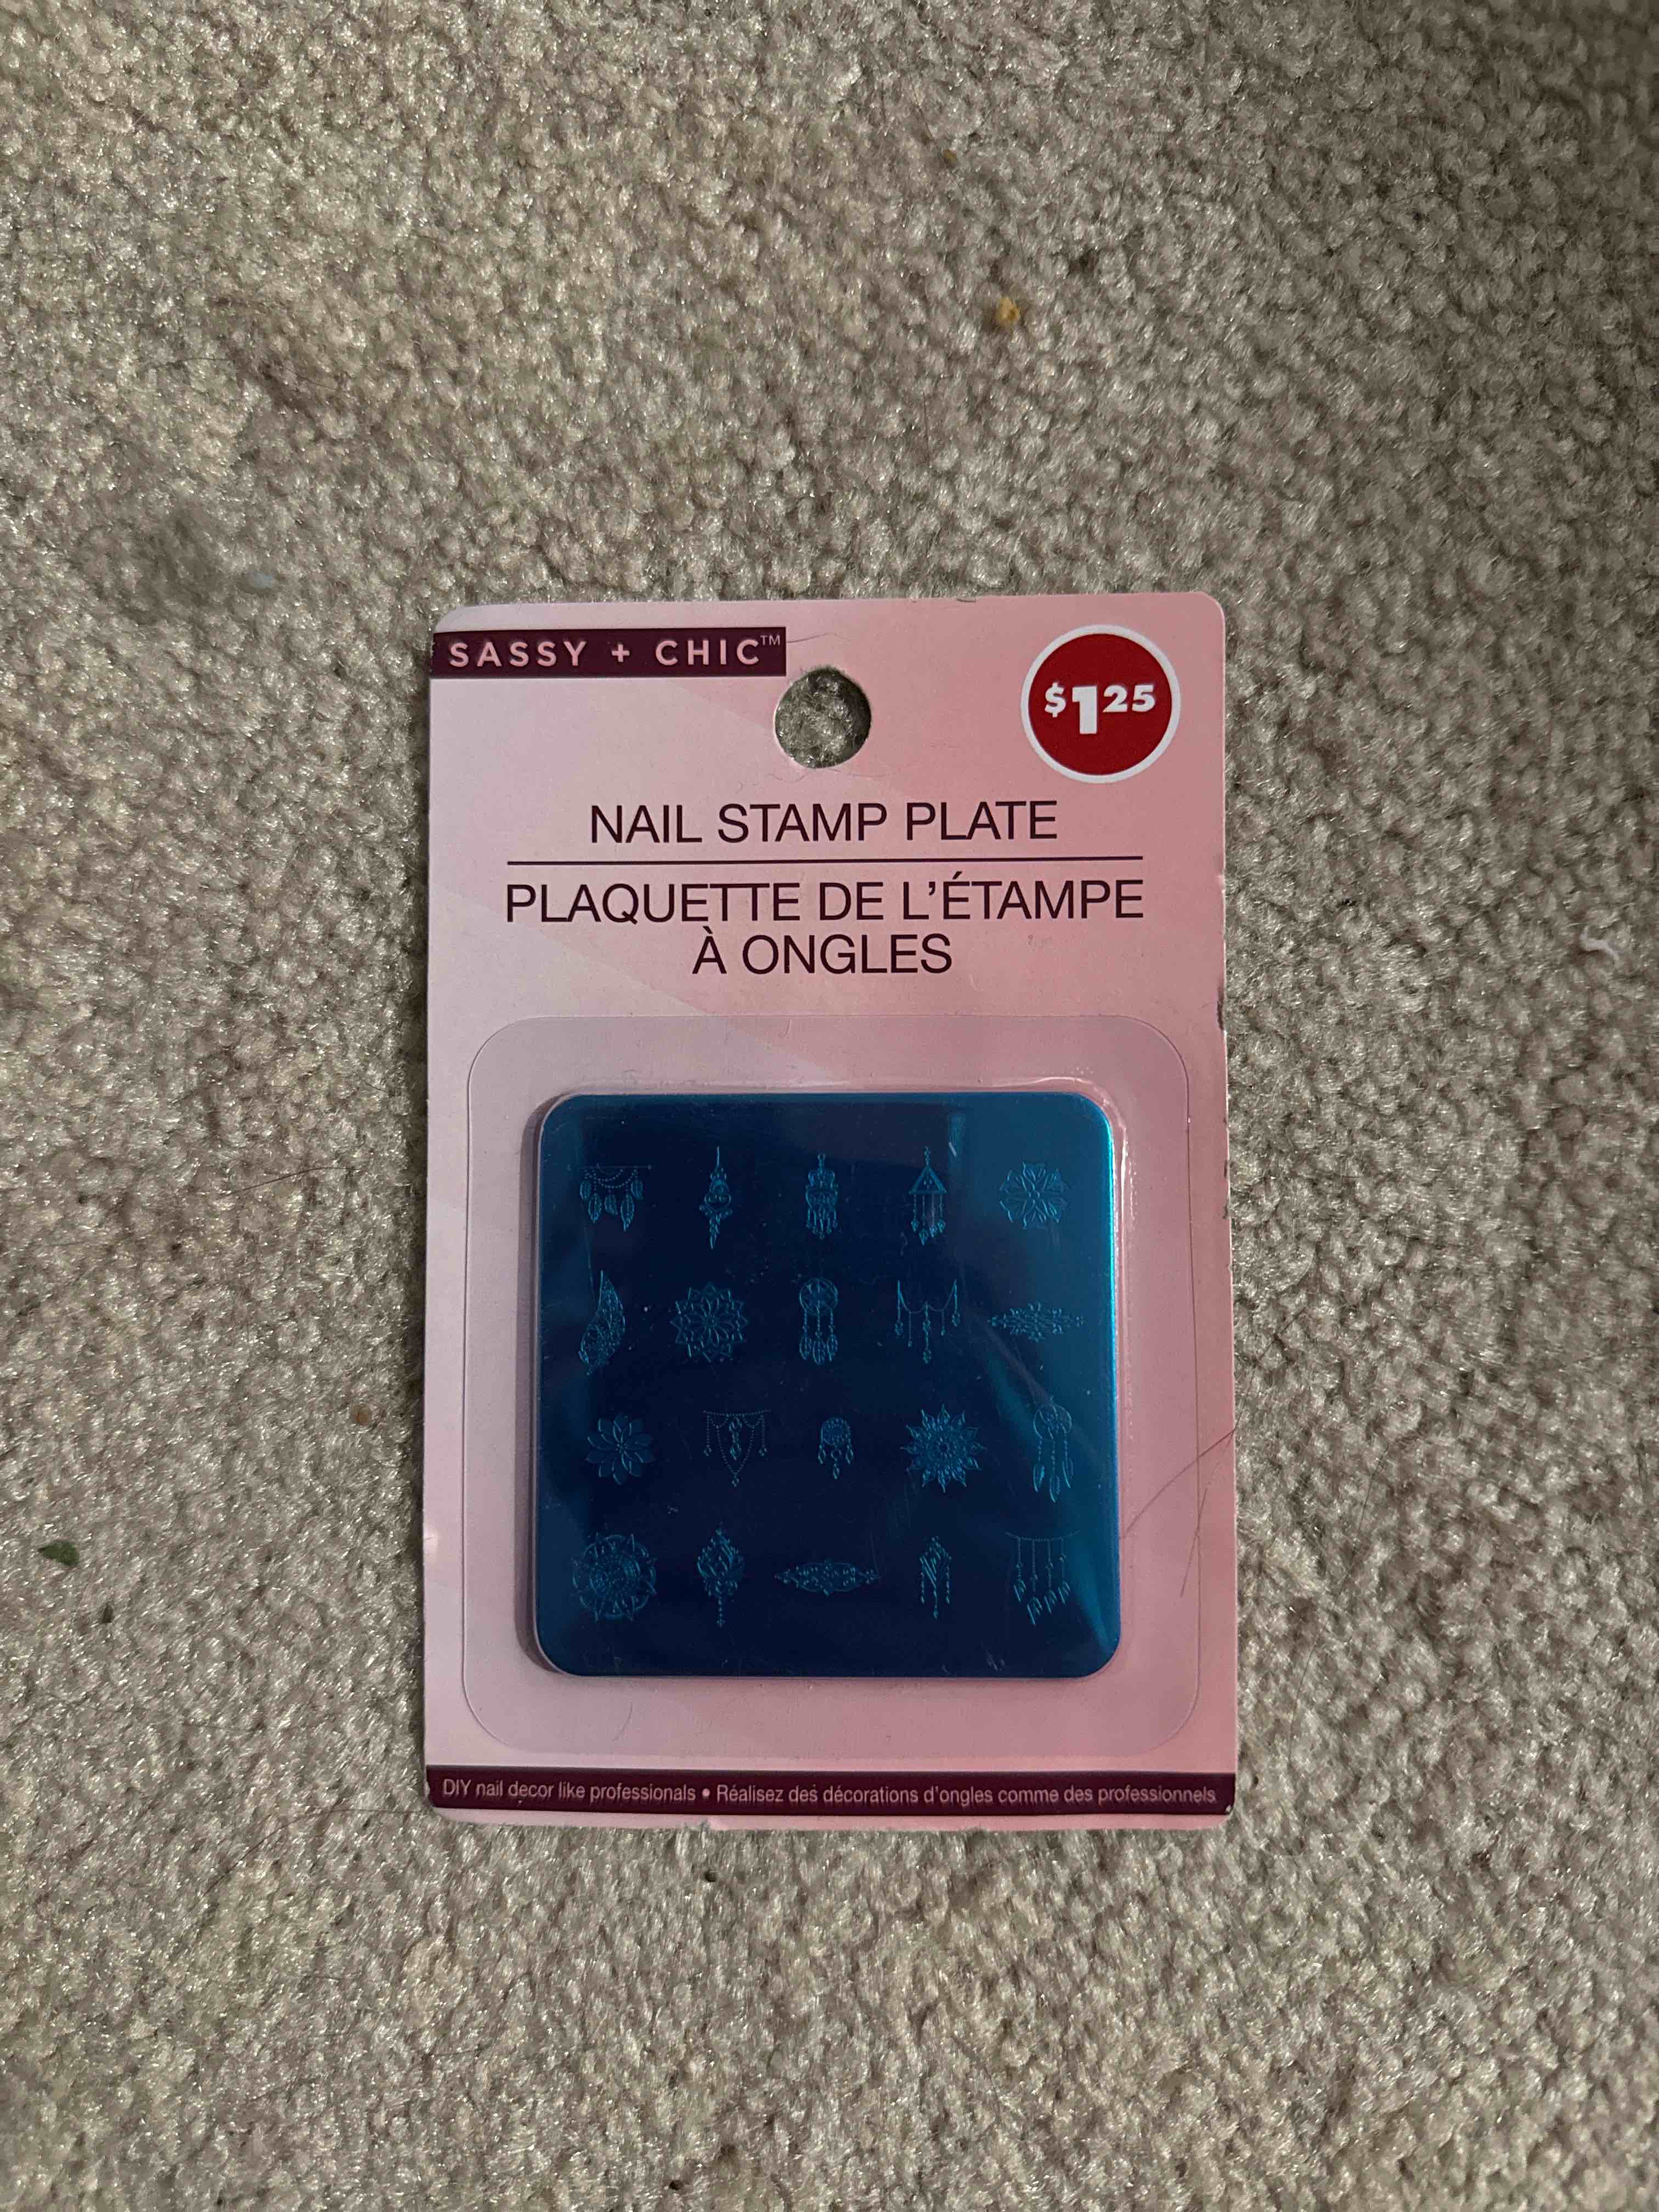 SASSY + CHIC™
$1.25
NAIL STAMP PLATE
PLAQUETTE DE L'ÉTAMPE
À ONGLES
DIY nail decor like professionals • Réalisez des décorations d'ongles comme des professionnels